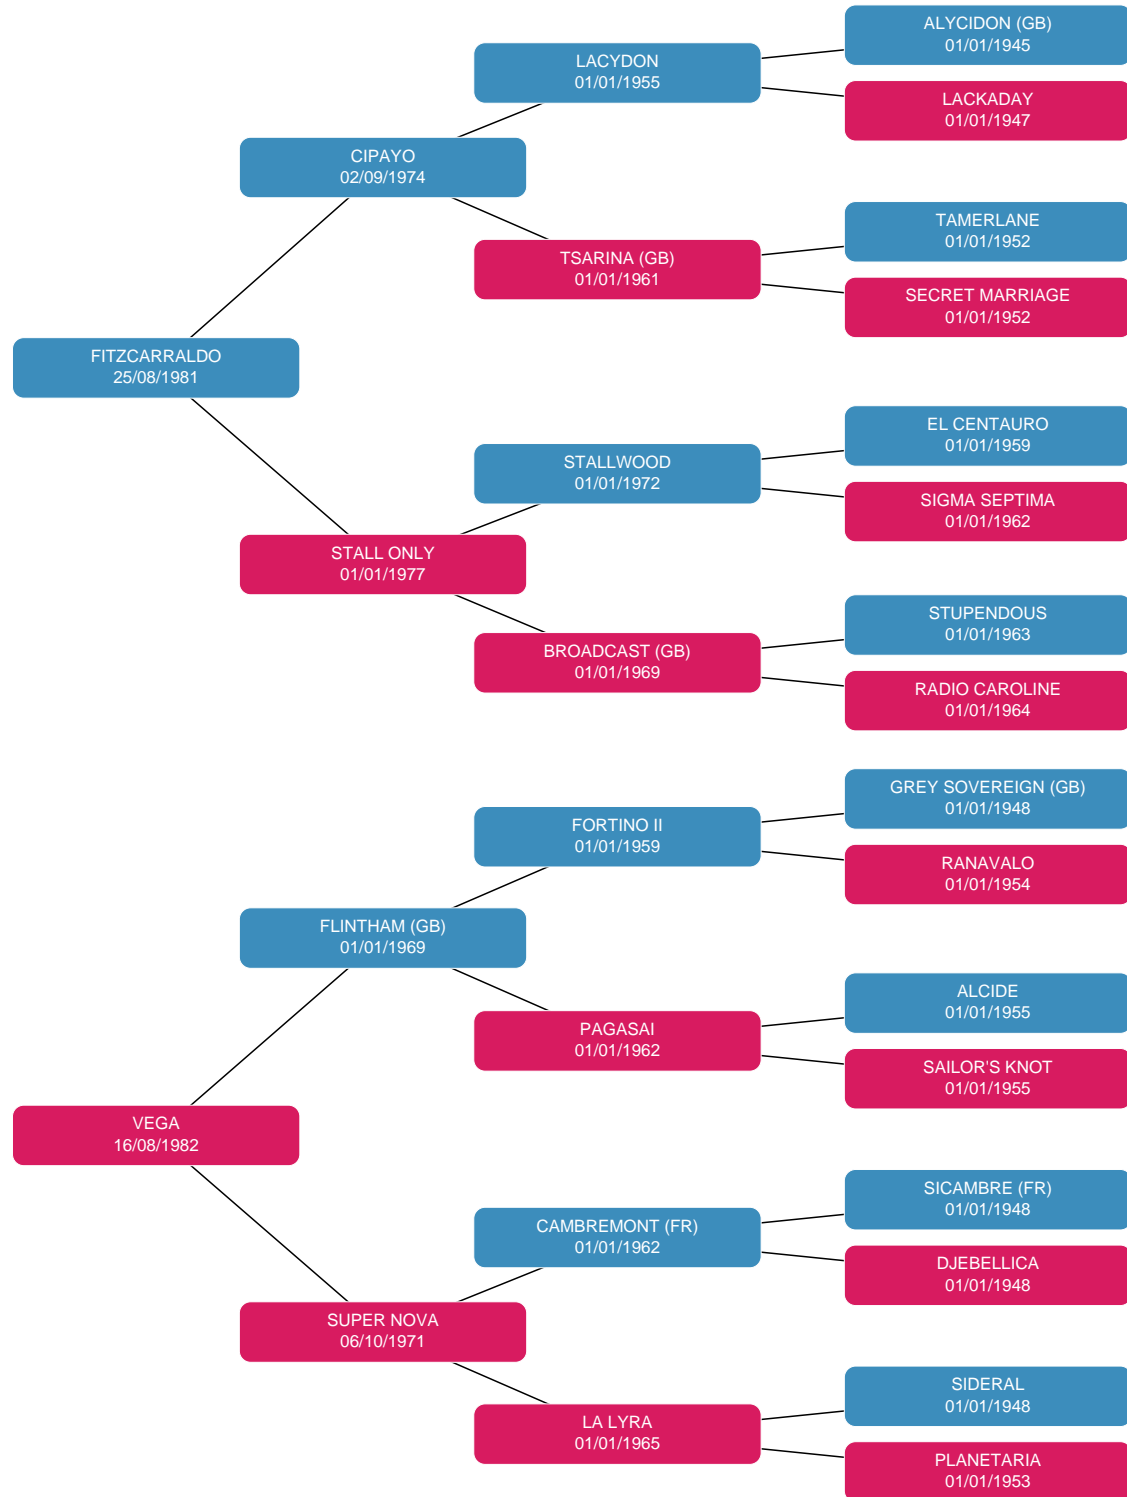 ALYCIDON (GB)
01/01/1945
LACYDON
01/01/1955
LACKADAY
01/01/1947
CIPAYO
02/09/1974
TAMERLANE
01/01/1952
TSARINA (GB)
01/01/1961
SECRET MARRIAGE
01/01/1952
FITZCARRALDO
25/08/1981
EL CENTAURO
01/01/1959
STALLWOOD
01/01/1972
SIGMA SEPTIMA
01/01/1962
STALL ONLY
01/01/1977
STUPENDOUS
01/01/1963
BROADCAST (GB)
01/01/1969
RADIO CAROLINE
01/01/1964
GREY SOVEREIGN (GB)
01/01/1948
FORTINO II
01/01/1959
RANAVALO
01/01/1954
FLINTHAM (GB)
01/01/1969
ALCIDE
01/01/1955
PAGASAI
01/01/1962
SAILOR'S KNOT
01/01/1955
VEGA
16/08/1982
SICAMBRE (FR)
01/01/1948
CAMBREMONT (FR)
01/01/1962
DJEBELLICA
01/01/1948
SUPER NOVA
06/10/1971
SIDERAL
01/01/1948
LA LYRA
01/01/1965
PLANETARIA
01/01/1953